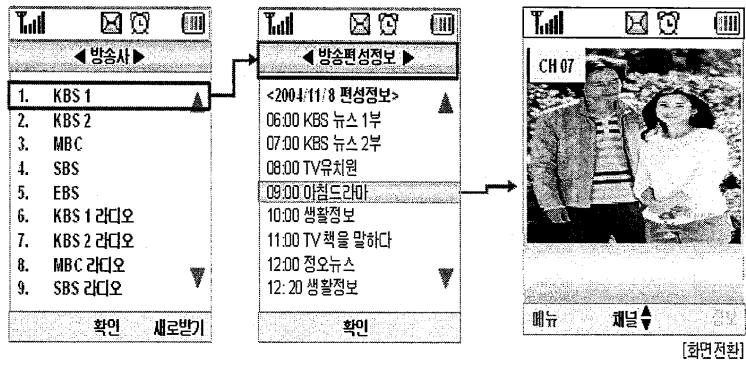 방송사
1. KBS 1
2. KBS 2
3. MBC
4. SBS
5. EBS
6. KBS 1 라디오
7. KBS 2 라디오
8. MBC 라디오
9. SBS 라디오
확인 새로받기
방송편성정보
<2004/11/8 편성정보>
06:00 KBS 뉴스 1부
07:00 KBS 뉴스 2부
08:00 TV유치원
09:00 아침드라마
10:00 생활정보
11:00 TV 책을 말하다
12:00 정오뉴스
12:20 생활정보
확인
CH 07
메뉴 채널 정보
[화면전환]